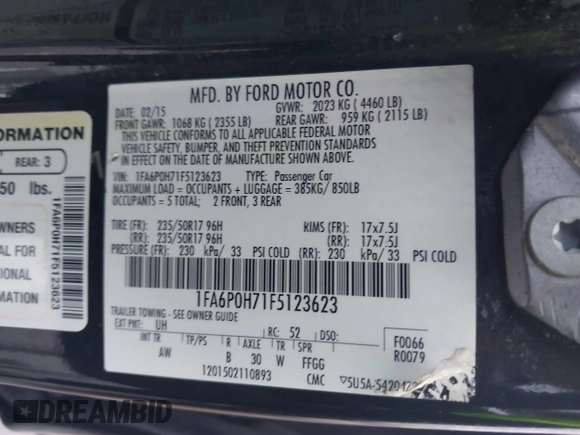 MFD. BY FORD MOTOR CO.
DATE: 02/15 GVWR: 2023 KG ( 4460 LB)
FRONT GAWR: 1068 KG ( 2355 LB) REAR GAWR: 959 KG ( 2115 LB)
THIS VEHICLE CONFORMS TO ALL APPLICABLE FEDERAL MOTOR
VEHICLE SAFETY, BUMPER, AND THEFT PREVENTION STANDARDS
IN EFFECT ON THE DATE OF MANUFACTURE SHOWN ABOVE.
VIN: 1FA6P0H71F5123623 TYPE: Passenger Car
MAXIMUM LOAD = OCCUPANTS + LUGGAGE = 385KG/ 850LB
OCCUPANTS = 5 TOTAL; 2 FRONT, 3 REAR
TIRE (FR): 235/50R17 96H RIMS (FR): 17x7.5J
(RR): 235/50R17 96H (RR): 17x7.5J
PRESSURE (FR): 230 kPa/ 33 PSI COLD (RR): 230 kPa/ 33 PSI COLD
1FA6P0H71F5123623
TRAILER TOWING - SEE OWNER GUIDE
EXT PNT: UH RC: 52 DSO: F0066
INT TR TP/PS R AXLE TR SPR R0079
AW B 30 W FFGG
1201502110893 CMC
ORMATION
REAR: 3
50 lbs.
1FA6P0H71F5123623
OWNERS
AL FOR
TIONAL
MATION
DREAMBID